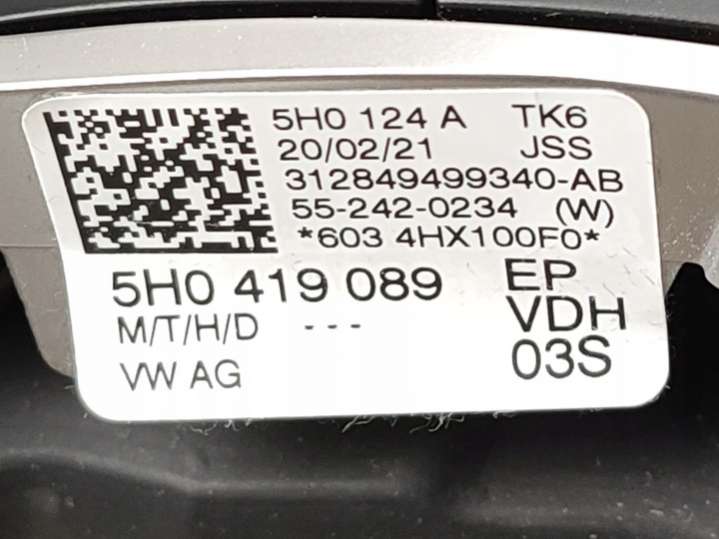 5H0 124 A TK6
20/02/21 JSS
312849499340-AB
55-242-0234 (W)
*603 4HX100F0*
5H0 419 089 EP
M/T/H/D --- VDH
VW AG 03S